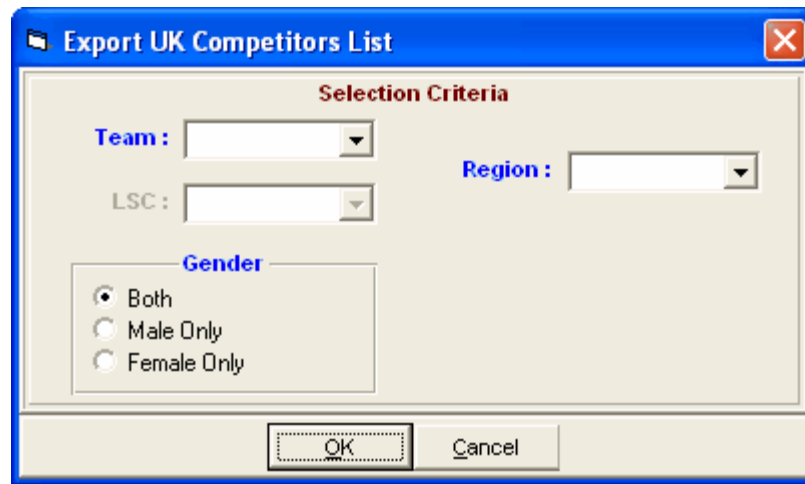 Export UK Competitors List
Selection Criteria
Team :
Region :
LSC :
Gender
Both
Male Only
Female Only
OK
Cancel